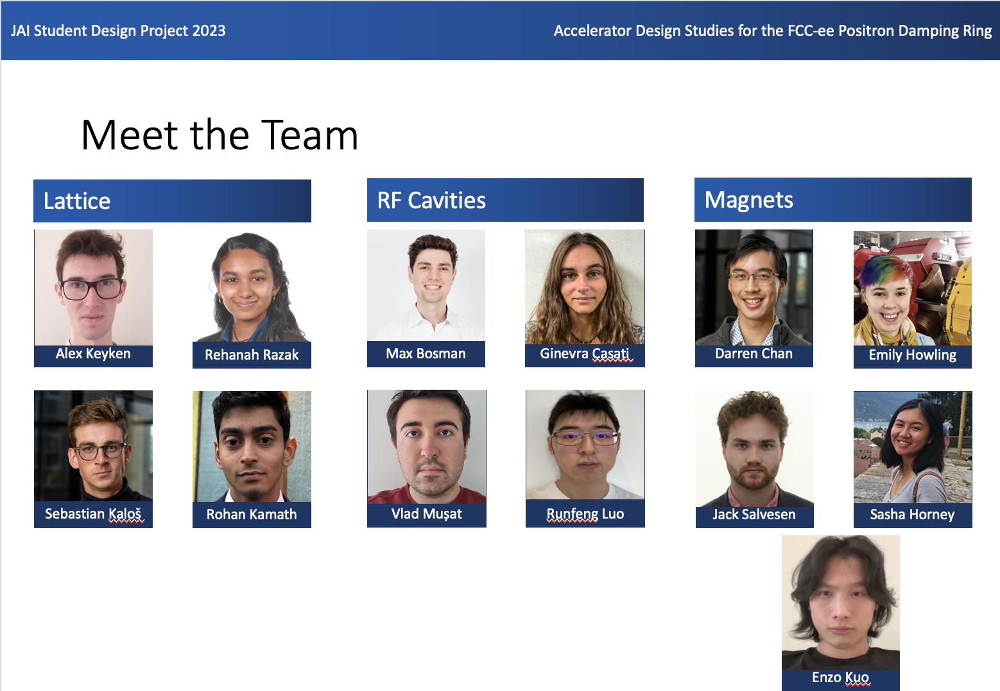 JAI Student Design Project 2023
Accelerator Design Studies for the FCC-ee Positron Damping Ring
Meet the Team
Lattice
RF Cavities
Magnets
Alex Keyken
Rehanah Razak
Max Bosman
Ginevra Casati
Darren Chan
Emily Howling
Sebastian Kaloš
Rohan Kamath
Vlad Mușat
Runfeng Luo
Jack Salvesen
Sasha Horney
Enzo Kuo